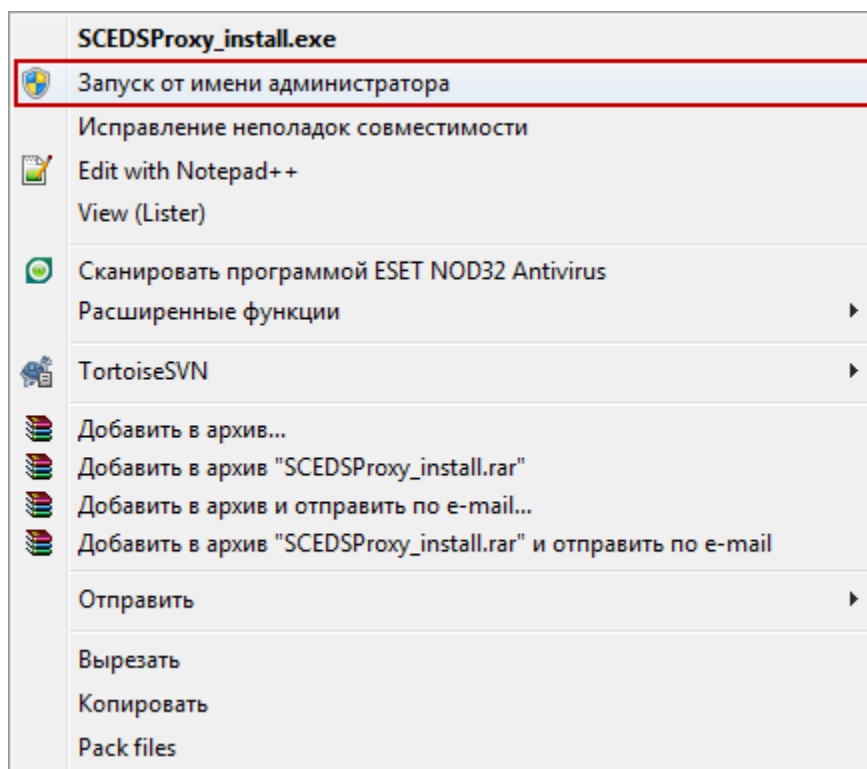 SCEDSProxy_install.exe
Запуск от имени администратора
Исправление неполадок совместимости
Edit with Notepad++
View (Lister)
Сканировать программой ESET NOD32 Antivirus
Расширенные функции
TortoiseSVN
Добавить в архив...
Добавить в архив "SCEDSProxy_install.rar"
Добавить в архив и отправить по e-mail...
Добавить в архив "SCEDSProxy_install.rar" и отправить по e-mail
Отправить
Вырезать
Копировать
Pack files